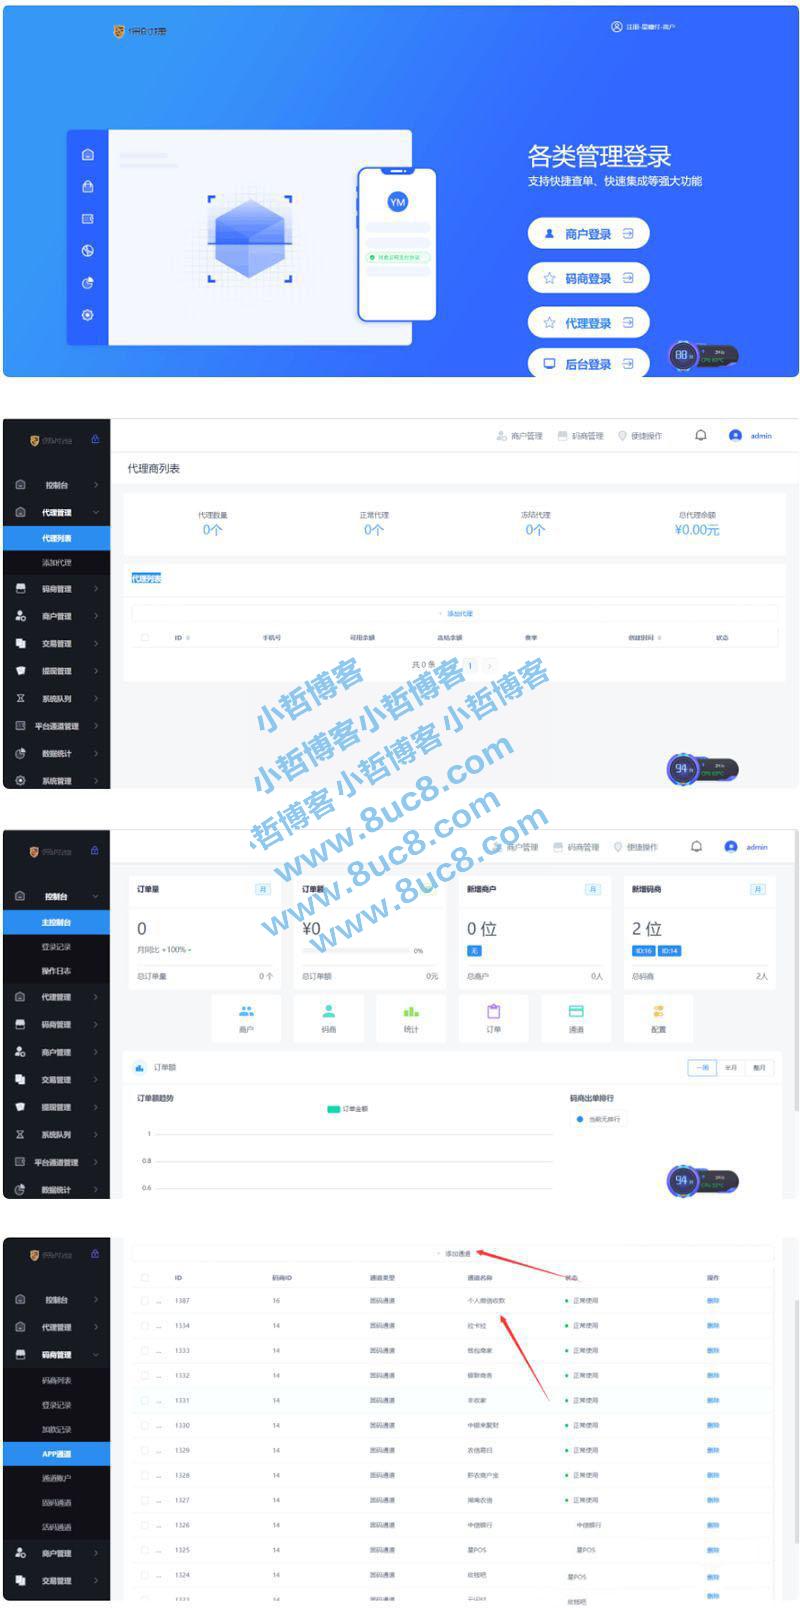 各类管理登录
支持快捷查单、快速集成等强大功能
YM
商户登录
码商登录
代理登录
后台登录
商户管理 码商管理 便捷操作 admin
代理商列表
控制台
代理管理
代理列表
添加代理
码商管理
商户管理
交易管理
提现管理
系统队列
平台通道管理
数据统计
系统管理
代理数量 正常代理 冻结代理 总代理余额
0个 0个 0个 ¥0.00元
代理列表
添加代理
ID 手机号 可用余额 冻结余额 费率 创建时间 状态
共 0 条 1
小哲博客
小哲博客小哲博客
小哲博客小哲博客
www.8uc8.com
www.8uc8.com
www.8uc8.com
商户管理 码商管理 便捷操作 admin
控制台
主控制台
登录记录
操作日志
代理管理
码商管理
商户管理
交易管理
提现管理
系统队列
平台通道管理
数据统计
订单量 月 订单额 新增商户 月 新增码商 月
0 ¥0 0 位 2 位
月同比 +100% 0% 无 ID:16 ID:14
总订单量 0 个 总订单额 0元 总商户 0人 总码商 2人
商户 码商 统计 订单 通道 配置
订单额 一周 半月 整月
订单额趋势 码商出单排行
订单金额 当前无排行
1
0.8
0.6
控制台
代理管理
码商管理
码商列表
登录记录
加款记录
APP通道
通道账户
固码通道
活码通道
商户管理
交易管理
添加通道
ID 码商ID 通道类型 通道名称 状态 操作
1387 16 固码通道 个人微信收款 正常使用 删除
1334 14 固码通道 拉卡拉 正常使用 删除
1333 14 固码通道 钱包商家 正常使用 删除
1332 14 固码通道 银联商务 正常使用 删除
1331 14 固码通道 丰收家 正常使用 删除
1330 14 固码通道 中银来聚财 正常使用 删除
1329 14 固码通道 农信易扫 正常使用 删除
1328 14 固码通道 黔农商户宝 正常使用 删除
1327 14 固码通道 湖南农信 正常使用 删除
1326 14 固码通道 中信银行 中信银行 删除
1325 14 固码通道 星POS 星POS 删除
1324 14 固码通道 收钱吧 星POS 删除
收钱吧 删除